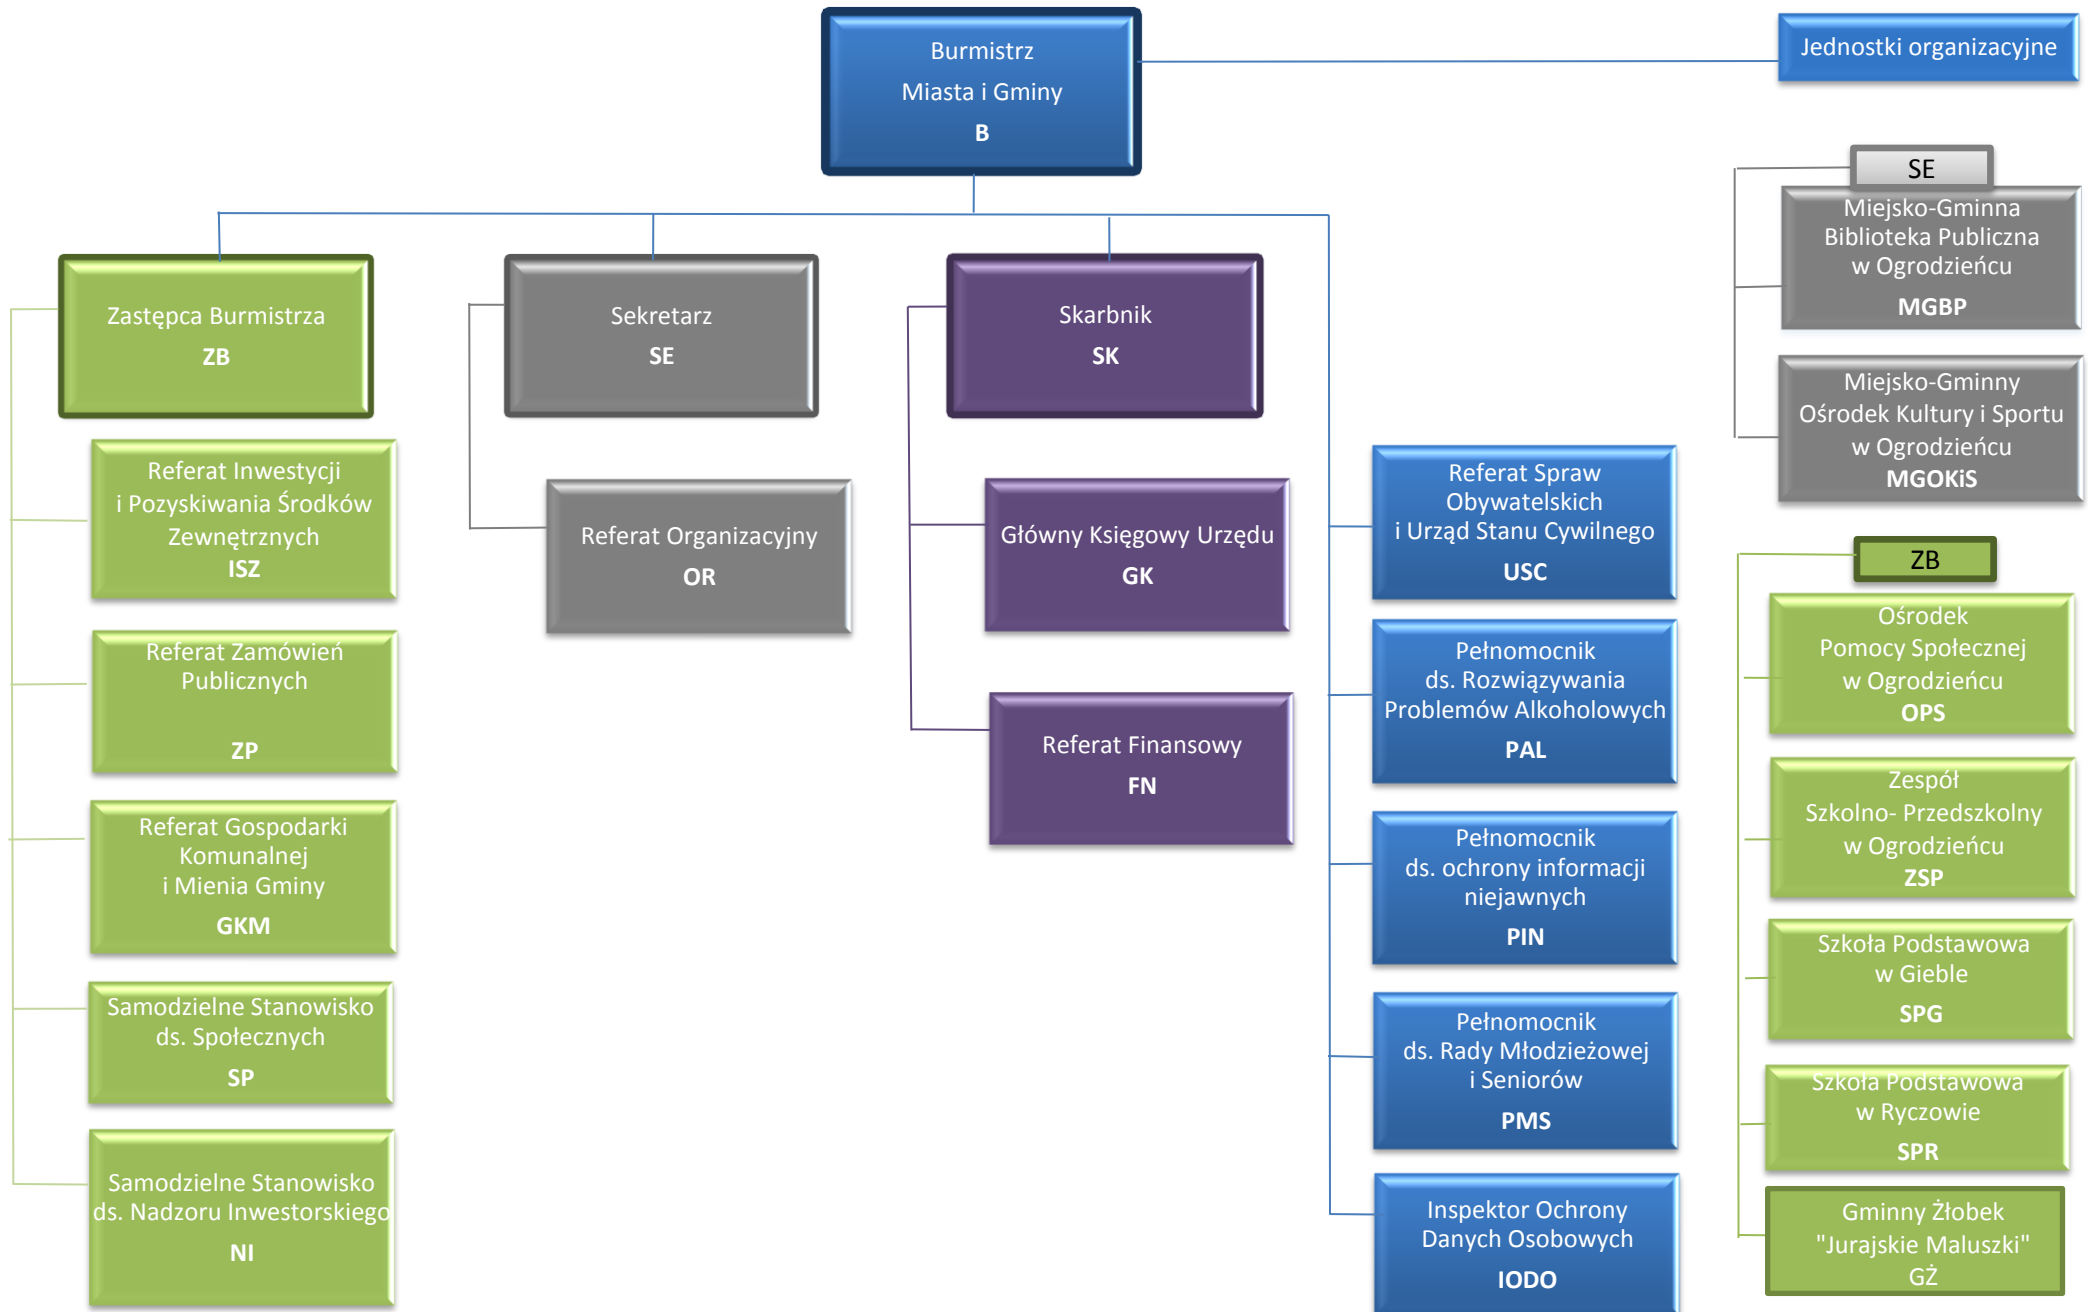 Burmistrz
Miasta i Gminy
B
Jednostki organizacyjne
Zastępca Burmistrza
ZB
Referat Inwestycji
i Pozyskiwania Środków
Zewnętrznych
ISZ
Referat Zamówień
Publicznych
ZP
Referat Gospodarki
Komunalnej
i Mienia Gminy
GKM
Samodzielne Stanowisko
ds. Społecznych
SP
Samodzielne Stanowisko
ds. Nadzoru Inwestorskiego
NI
Sekretarz
SE
Referat Organizacyjny
OR
Skarbnik
SK
Główny Księgowy Urzędu
GK
Referat Finansowy
FN
Referat Spraw
Obywatelskich
i Urząd Stanu Cywilnego
USC
Pełnomocnik
ds. Rozwiązywania
Problemów Alkoholowych
PAL
Pełnomocnik
ds. ochrony informacji
niejawnych
PIN
Pełnomocnik
ds. Rady Młodzieżowej
i Seniorów
PMS
Inspektor Ochrony
Danych Osobowych
IODO
SE
Miejsko-Gminna
Biblioteka Publiczna
w Ogrodzieńcu
MGBP
Miejsko-Gminny
Ośrodek Kultury i Sportu
w Ogrodzieńcu
MGOKiS
ZB
Ośrodek
Pomocy Społecznej
w Ogrodzieńcu
OPS
Zespół
Szkolno- Przedszkolny
w Ogrodzieńcu
ZSP
Szkoła Podstawowa
w Gieble
SPG
Szkoła Podstawowa
w Ryczowie
SPR
Gminny Żłobek
"Jurajskie Maluszki"
GŻ